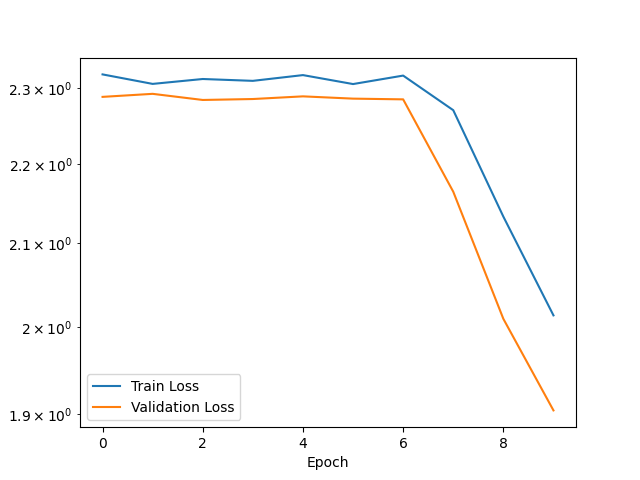 2.3 × 10⁰
2.2 × 10⁰
2.1 × 10⁰
2 × 10⁰
1.9 × 10⁰
Train Loss
Validation Loss
0 2 4 6 8
Epoch